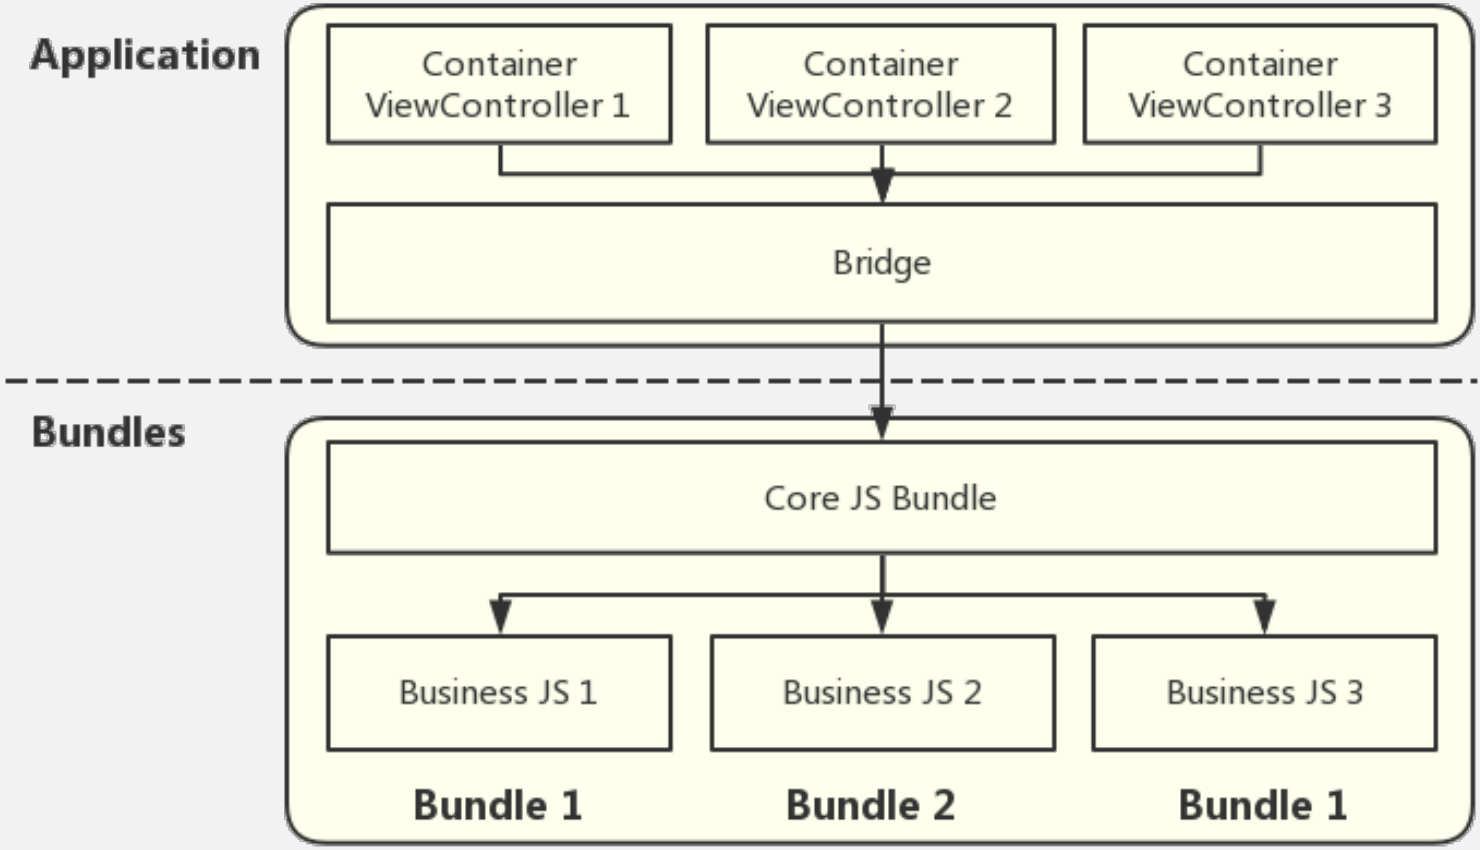 Application
Container
ViewController 1
Container
ViewController 2
Container
ViewController 3
Bridge
Bundles
Core JS Bundle
Business JS 1
Business JS 2
Business JS 3
Bundle 1
Bundle 2
Bundle 1